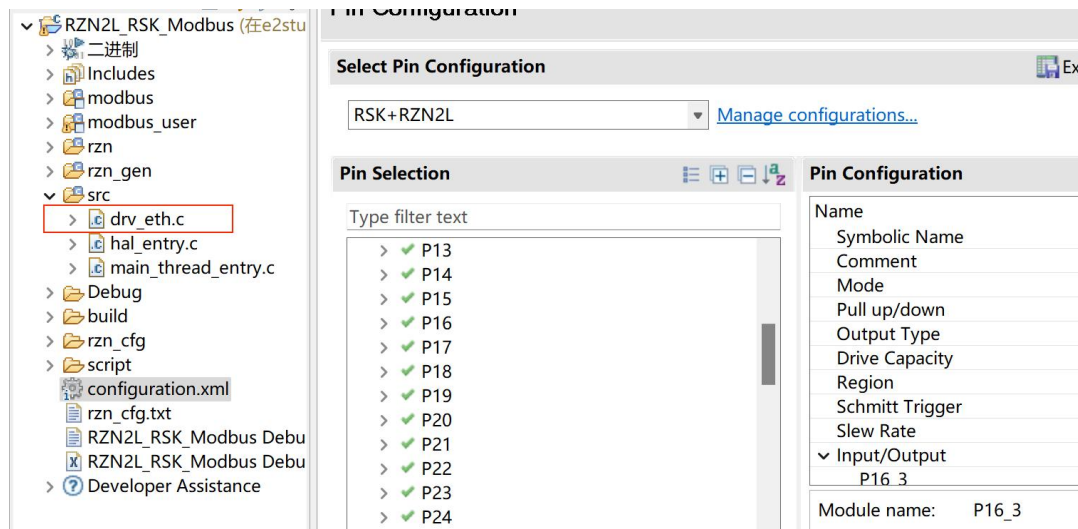 RZN2L_RSK_Modbus (在e2stu
二进制
Includes
modbus
modbus_user
rzn
rzn_gen
src
drv_eth.c
hal_entry.c
main_thread_entry.c
Debug
build
rzn_cfg
script
configuration.xml
rzn_cfg.txt
RZN2L_RSK_Modbus Debu
RZN2L_RSK_Modbus Debu
Developer Assistance
Pin Configuration
Select Pin Configuration
Ex
RSK+RZN2L
Manage configurations...
Pin Selection
Type filter text
P13
P14
P15
P16
P17
P18
P19
P20
P21
P22
P23
P24
Pin Configuration
Name
Symbolic Name
Comment
Mode
Pull up/down
Output Type
Drive Capacity
Region
Schmitt Trigger
Slew Rate
Input/Output
P16_3
Module name: P16_3